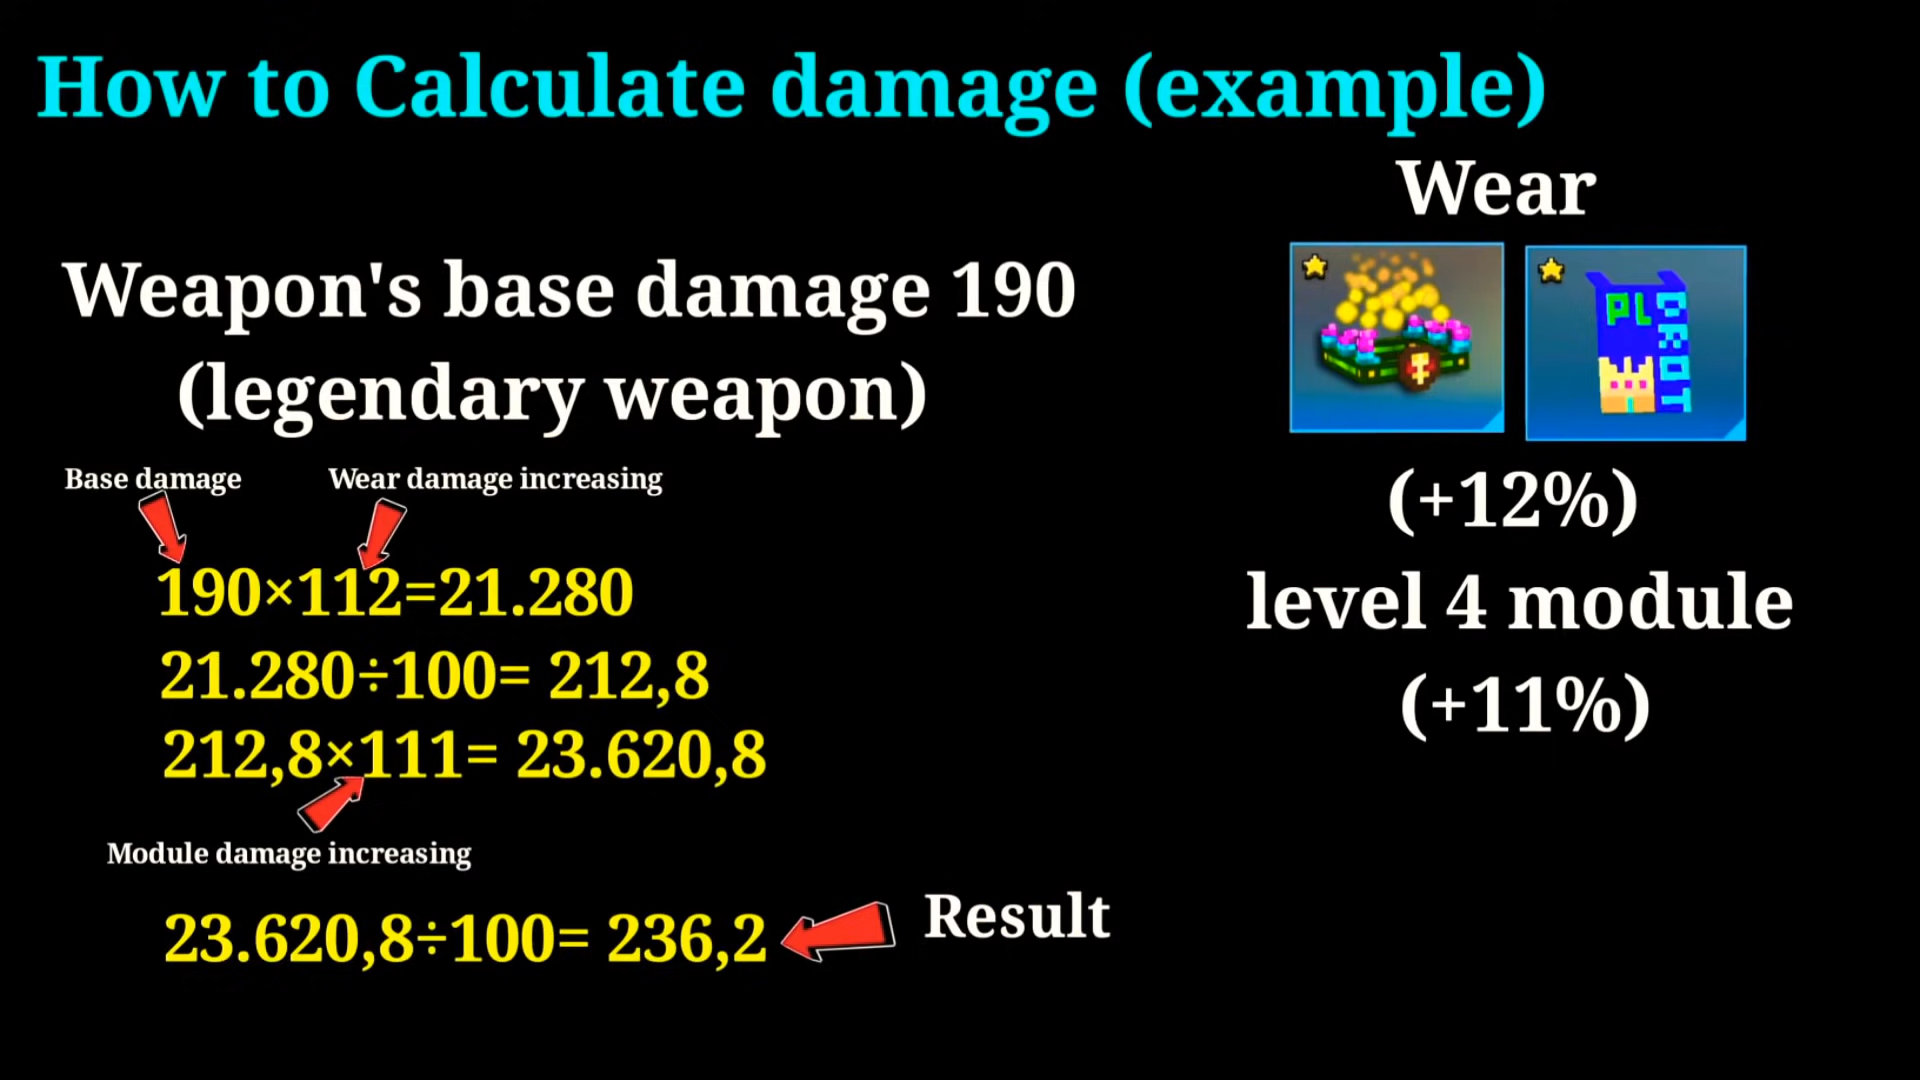 How to Calculate damage (example)
Wear
Weapon's base damage 190
(legendary weapon)
PL
DROT
(+12%)
level 4 module
(+11%)
Base damage
Wear damage increasing
190×112=21.280
21.280÷100= 212,8
212,8×111= 23.620,8
Module damage increasing
23.620,8÷100= 236,2
Result